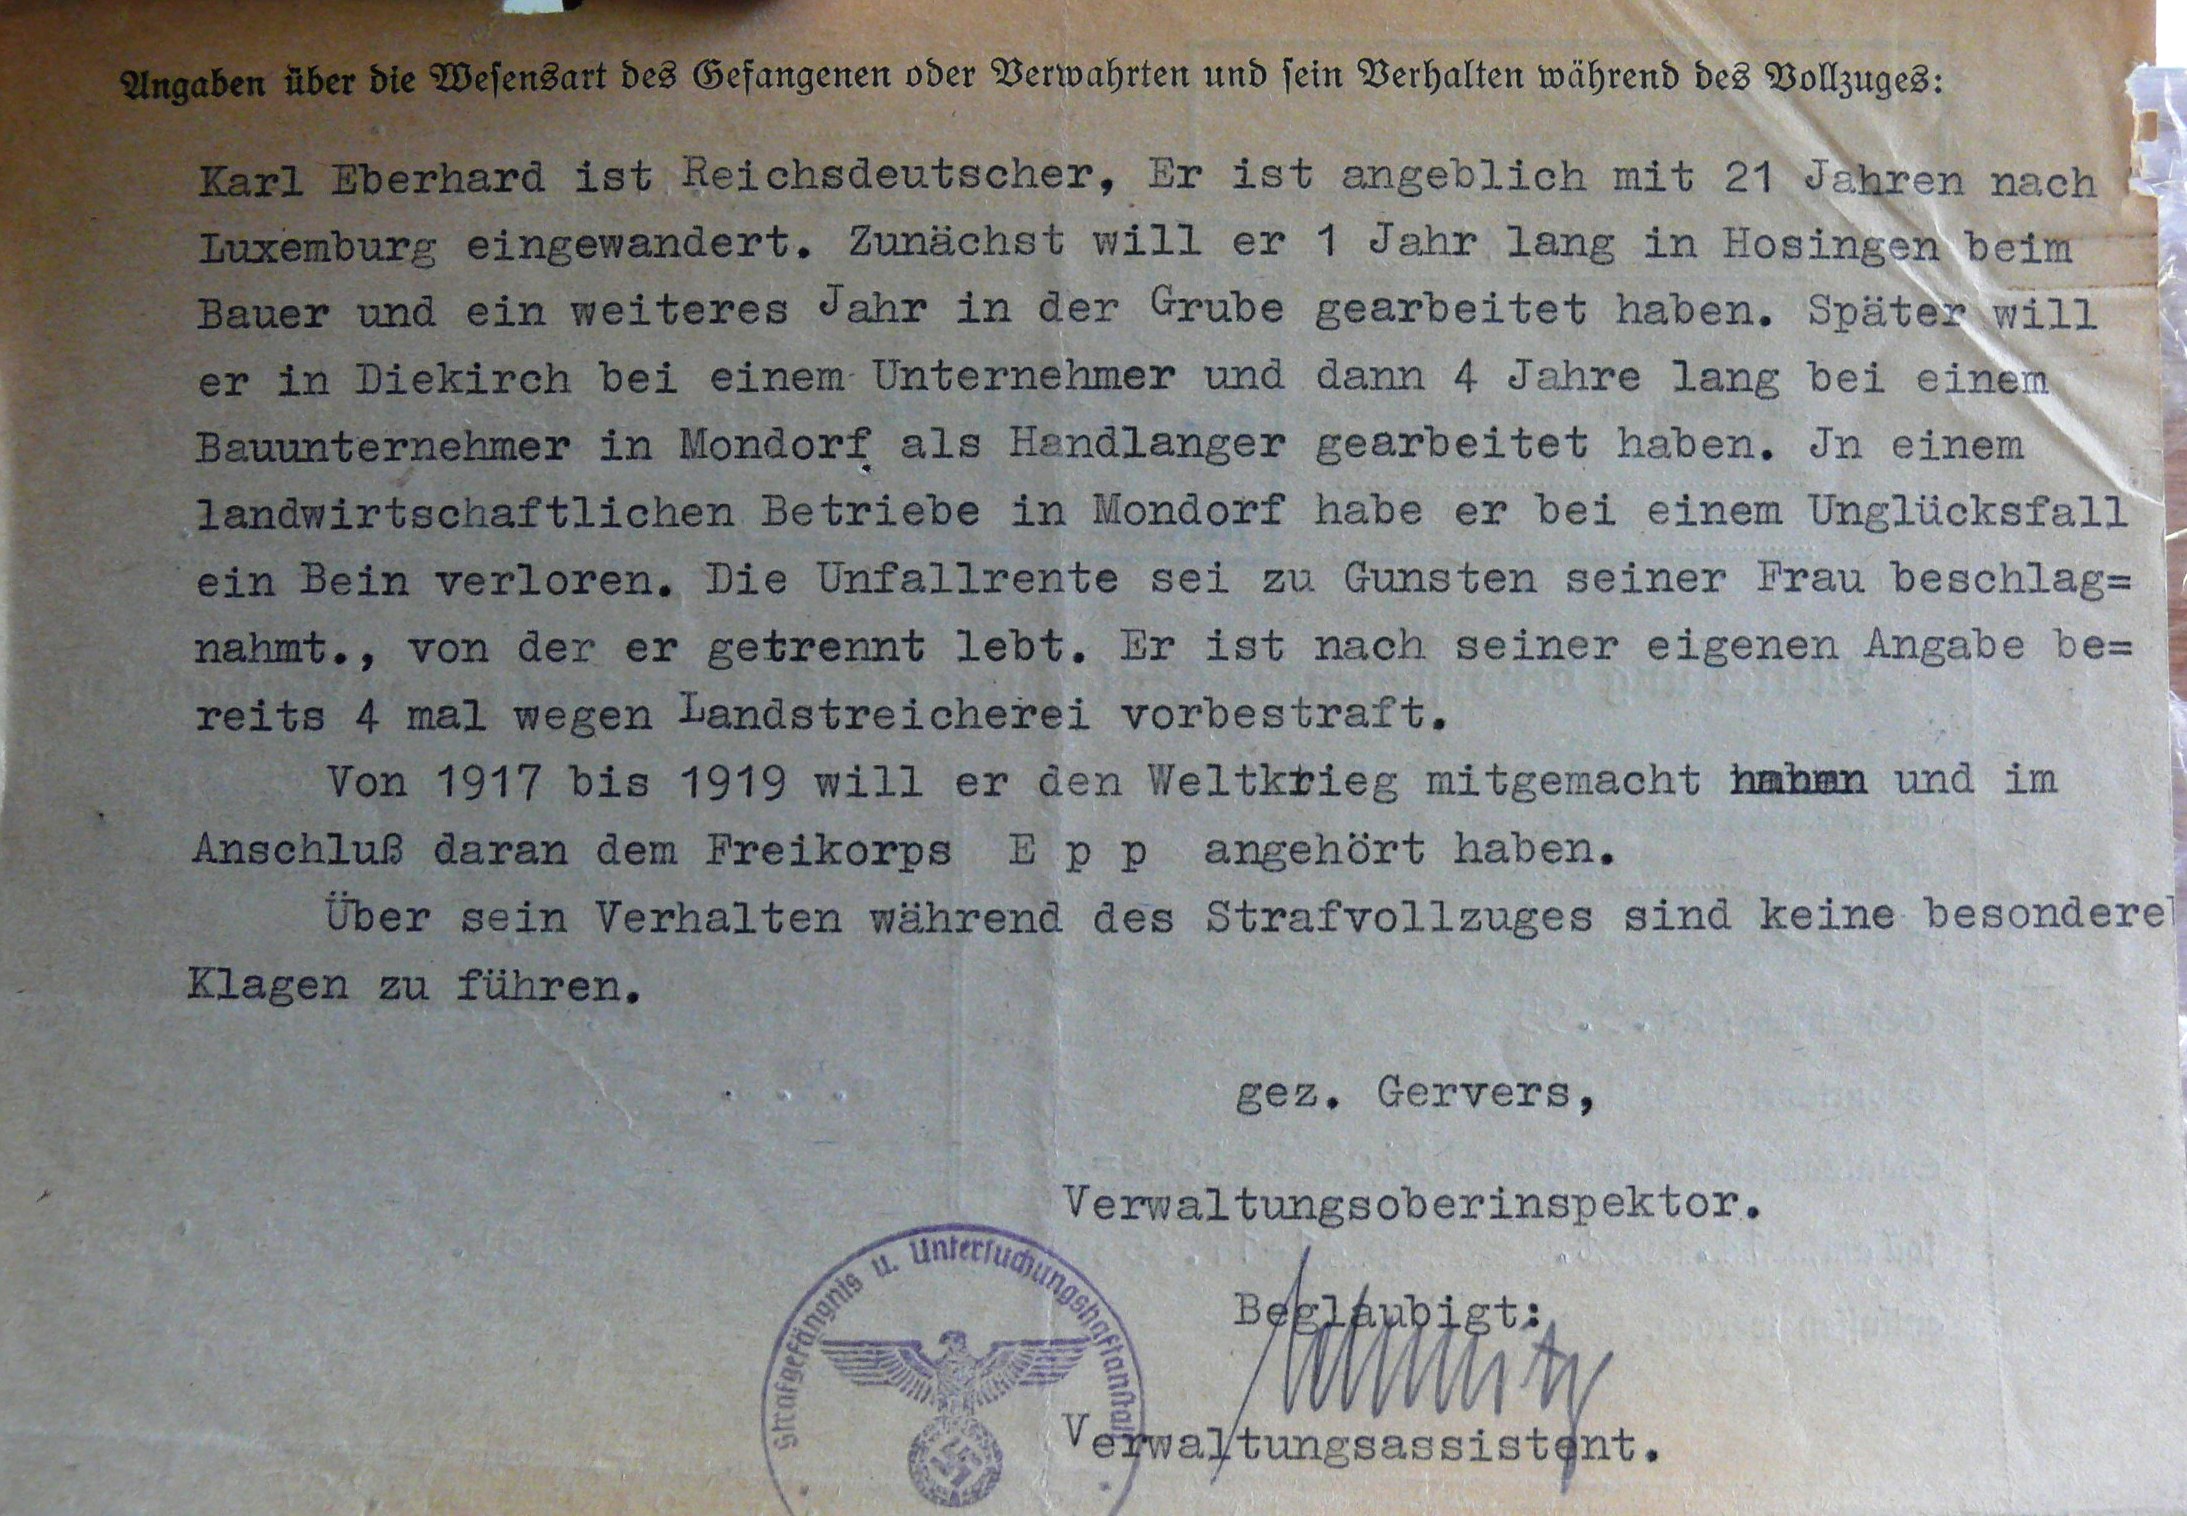 Angaben über die Wesensart des Gefangenen oder Verwahrten und sein Verhalten während des Vollzuges:
Karl Eberhard ist Reichsdeutscher, Er ist angeblich mit 21 Jahren nach
Luxemburg eingewandert. Zunächst will er 1 Jahr lang in Hosingen beim
Bauer und ein weiteres Jahr in der Grube gearbeitet haben. Später will
er in Diekirch bei einem Unternehmer und dann 4 Jahre lang bei einem
Bauunternehmer in Mondorf als Handlanger gearbeitet haben. Jn einem
landwirtschaftlichen Betriebe in Mondorf habe er bei einem Unglücksfall
ein Bein verloren. Die Unfallrente sei zu Gunsten seiner Frau beschlag=
nahmt., von der er getrennt lebt. Er ist nach seiner eigenen Angabe be=
reits 4 mal wegen Landstreicherei vorbestraft.
Von 1917 bis 1919 will er den Weltkrieg mitgemacht und im
Anschluß daran dem Freikorps E p p angehört haben.
Über sein Verhalten während des Strafvollzuges sind keine besondere
Klagen zu führen.
gez. Gervers,
Verwaltungsoberinspektor.
Strafgefängnis u. Untersuchungshaftanstalt
Beglaubigt:
Verwaltungsassistent.